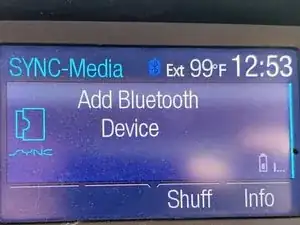 SYNC-Media Ext 99°F 12:53
Add Bluetooth
Device
SYNC
Shuff Info